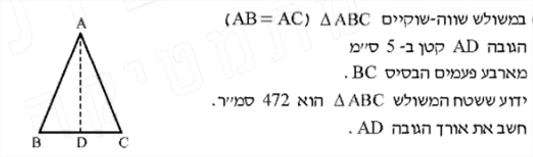 במשולש שווה-שוקיים ΔABC (AB = AC)
הגובה AD קטן ב- 5 ס״מ
מארבע פעמים הבסיס BC.
ידוע ששטח המשולש ΔABC הוא 472 סמ״ר.
חשב את אורך הגובה AD.
A
B D C